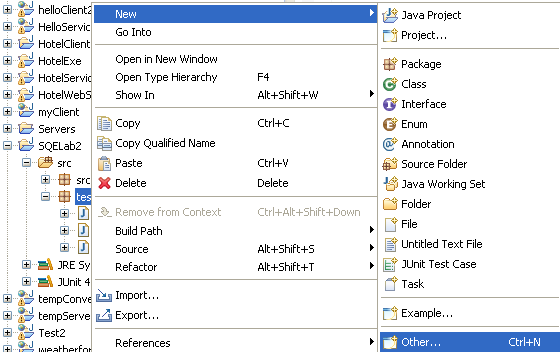 helloClient2
HelloServic
HotelClient
HotelExe
HotelServic
HotelWebS
myClient
Servers
SQELab2
src
src
tes
JRE Sy
JUnit 4
tempConve
tempServe
Test2
weatherfor
New
Go Into
Open in New Window
Open Type Hierarchy F4
Show In Alt+Shift+W
Copy Ctrl+C
Copy Qualified Name
Paste Ctrl+V
Delete Delete
Remove from Context Ctrl+Alt+Shift+Down
Build Path
Source Alt+Shift+S
Refactor Alt+Shift+T
Import...
Export...
References
Java Project
Project...
Package
Class
Interface
Enum
Annotation
Source Folder
Java Working Set
Folder
File
Untitled Text File
JUnit Test Case
Task
Example...
Other... Ctrl+N